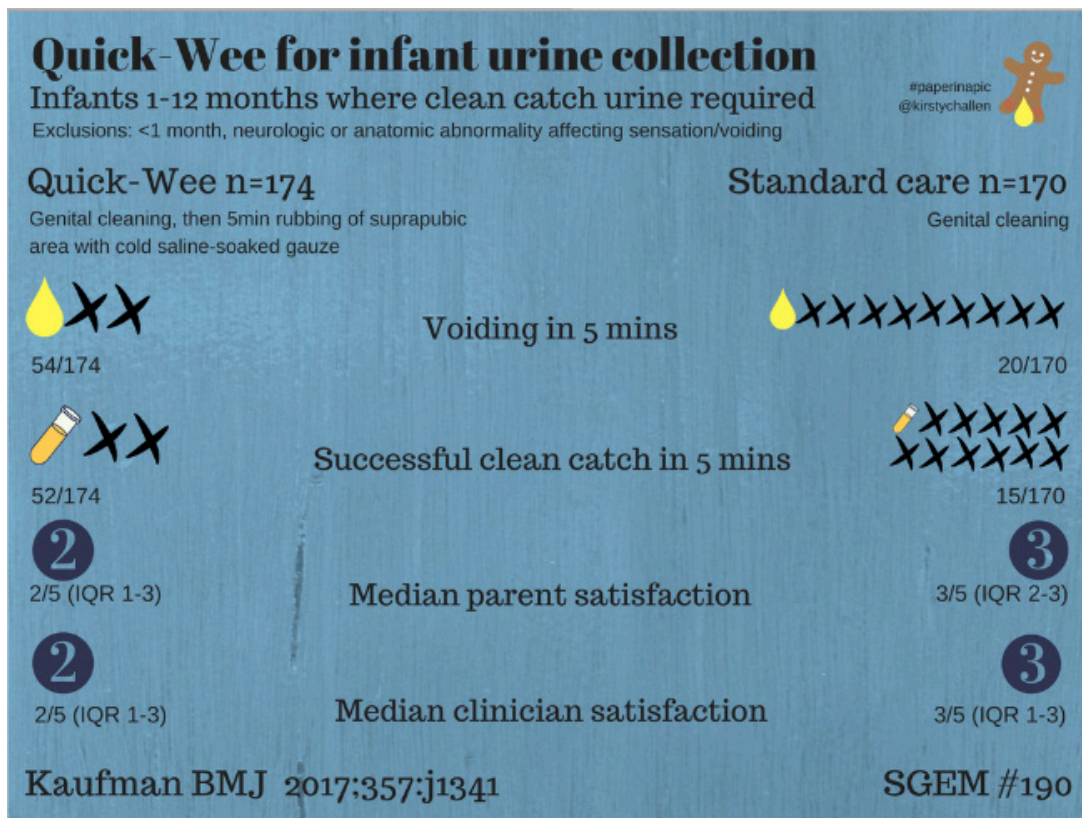 Quick-Wee for infant urine collection
Infants 1-12 months where clean catch urine required
#paperinapic
@kirstychallen
Exclusions: <1 month, neurologic or anatomic abnormality affecting sensation/voiding
Quick-Wee n=174
Standard care n=170
Genital cleaning, then 5min rubbing of suprapubic
area with cold saline-soaked gauze
Genital cleaning
Voiding in 5 mins
54/174
20/170
Successful clean catch in 5 mins
52/174
15/170
2
3
Median parent satisfaction
2/5 (IQR 1-3)
3/5 (IQR 2-3)
2
3
Median clinician satisfaction
2/5 (IQR 1-3)
3/5 (IQR 1-3)
Kaufman BMJ 2017;357:j1341
SGEM #190